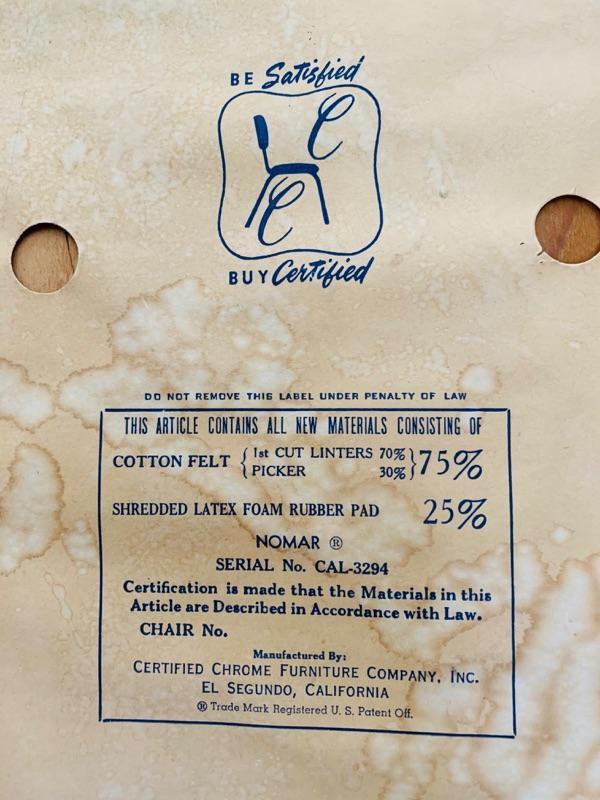 BE Satisfied
C
C
BUY Certified
DO NOT REMOVE THIS LABEL UNDER PENALTY OF LAW
THIS ARTICLE CONTAINS ALL NEW MATERIALS CONSISTING OF
COTTON FELT { 1st CUT LINTERS 70% } 75%
PICKER 30%
SHREDDED LATEX FOAM RUBBER PAD 25%
NOMAR ®
SERIAL No. CAL-3294
Certification is made that the Materials in this
Article are Described in Accordance with Law.
CHAIR No.
Manufactured By:
CERTIFIED CHROME FURNITURE COMPANY, INC.
EL SEGUNDO, CALIFORNIA
® Trade Mark Registered U. S. Patent Off.